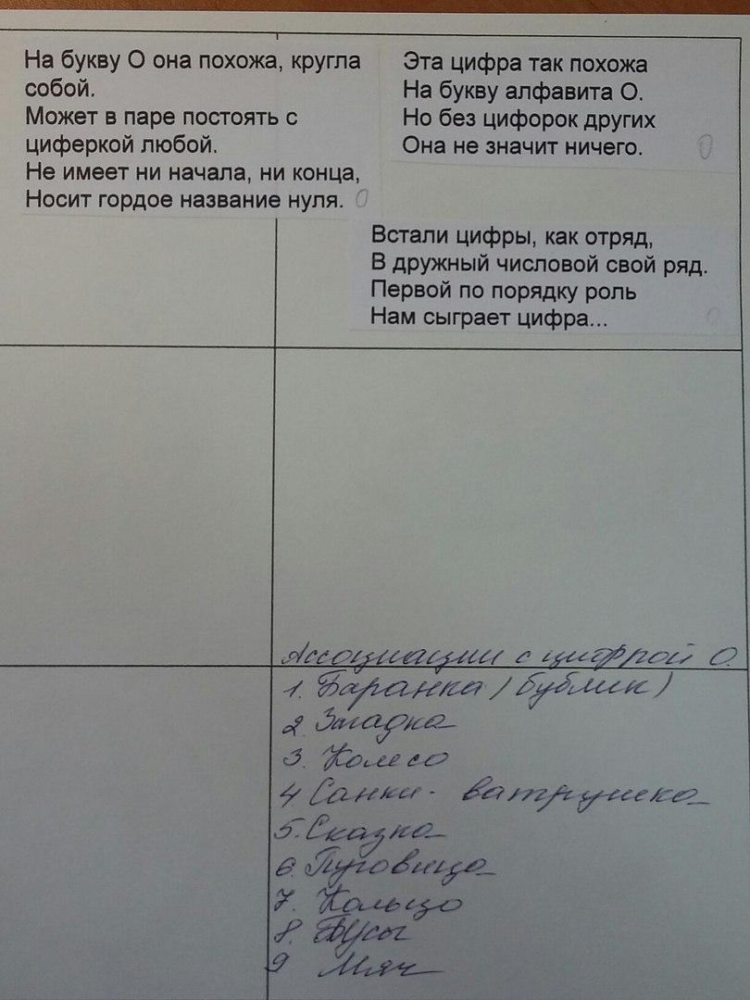 На букву О она похожа, кругла
собой.
Может в паре постоять с
циферкой любой.
Не имеет ни начала, ни конца,
Носит гордое название нуля. 0
Эта цифра так похожа
На букву алфавита О.
Но без цифорок других
Она не значит ничего. 0
Встали цифры, как отряд,
В дружный числовой свой ряд.
Первой по порядку роль
Нам сыграет цифра... 0
Ассоциации с цифрой 0.
1. Баранка (бублик)
2. Загадка
3. Колесо
4 Санки - ватрушка
5. Сказка
6. Пуговица
7. Кольцо
8. Бусы
9 Мяч